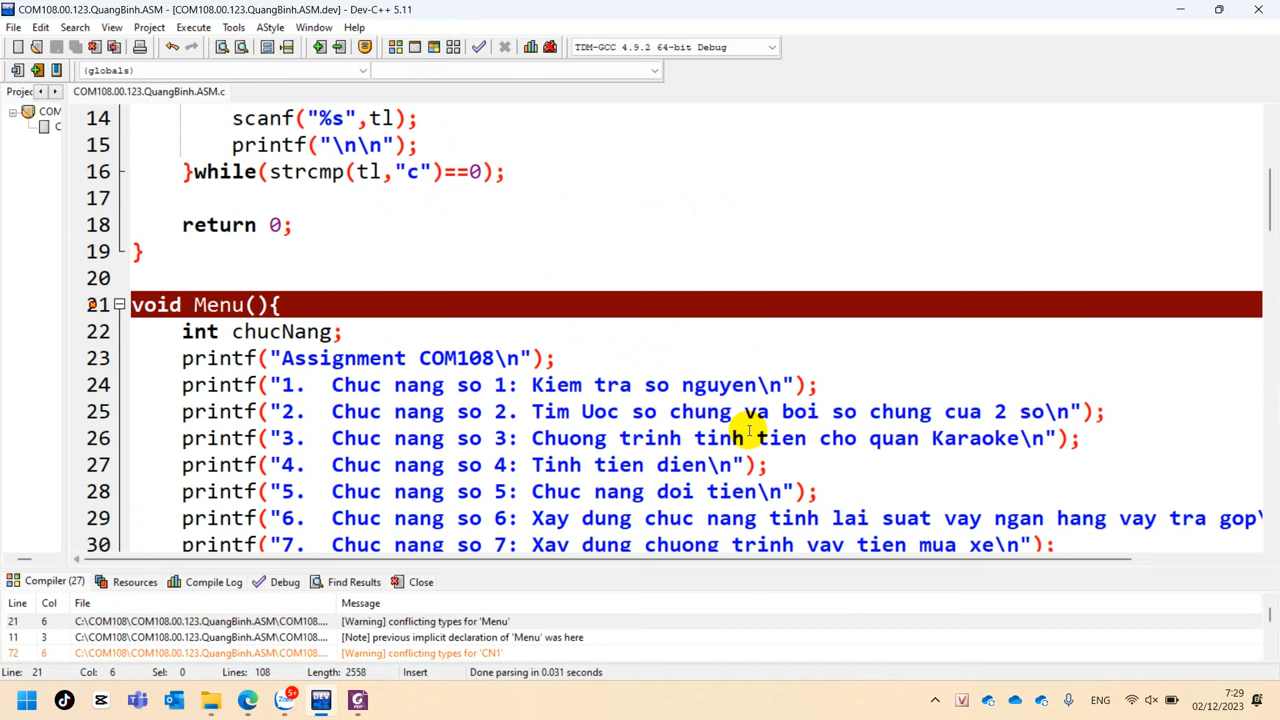 COM108.00.123.QuangBinh.ASM - [COM108.00.123.QuangBinh.ASM.dev] - Dev-C++ 5.11
File Edit Search View Project Execute Tools AStyle Window Help
TDM-GCC 4.9.2 64-bit Debug
(globals)
Projec COM108.00.123.QuangBinh.ASM.c
COM
C
14 scanf("%s",tl);
15 printf("\n\n");
16 }while(strcmp(tl,"c")==0);
17
18 return 0;
19 }
20
21 void Menu(){
22 int chucNang;
23 printf("Assignment COM108\n");
24 printf("1. Chuc nang so 1: Kiem tra so nguyen\n");
25 printf("2. Chuc nang so 2. Tim Uoc so chung va boi so chung cua 2 so\n");
26 printf("3. Chuc nang so 3: Chuong trinh tinh tien cho quan Karaoke\n");
27 printf("4. Chuc nang so 4: Tinh tien dien\n");
28 printf("5. Chuc nang so 5: Chuc nang doi tien\n");
29 printf("6. Chuc nang so 6: Xay dung chuc nang tinh lai suat vay ngan hang vay tra gop\
30 printf("7. Chuc nang so 7: Xay dung chuong trinh vay tien mua xe\n");
Compiler (27) Resources Compile Log Debug Find Results Close
Line Col File Message
21 6 C:\COM108\COM108.00.123.QuangBinh.ASM\COM108.... [Warning] conflicting types for 'Menu'
11 3 C:\COM108\COM108.00.123.QuangBinh.ASM\COM108.... [Note] previous implicit declaration of 'Menu' was here
72 6 C:\COM108\COM108.00.123.QuangBinh.ASM\COM108.... [Warning] conflicting types for 'CN1'
Line: 21 Col: 6 Sel: 0 Lines: 108 Length: 2558 Insert Done parsing in 0.031 seconds
5+ Zalo DEV V ENG 7:29
02/12/2023